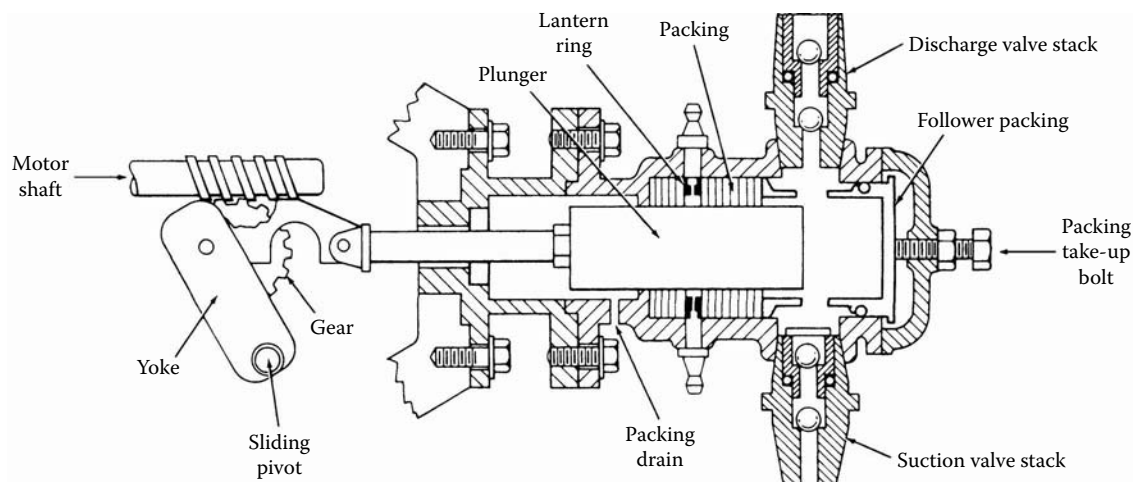 Lantern
ring
Packing
Discharge valve stack
Plunger
Follower packing
Motor
shaft
Packing
take-up
bolt
Gear
Yoke
Sliding
pivot
Packing
drain
Suction valve stack